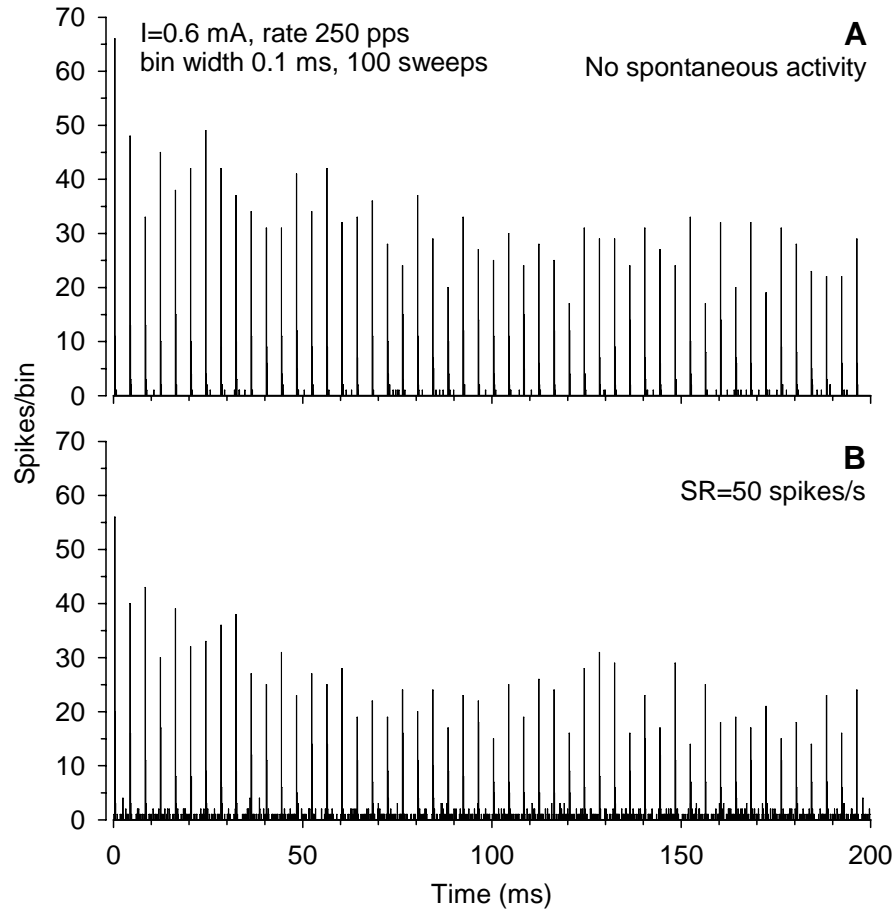 70
I=0.6 mA, rate 250 pps
A
bin width 0.1 ms, 100 sweeps
No spontaneous activity
60
50
40
30
20
10
0
Spikes/bin
70
B
SR=50 spikes/s
60
50
40
30
20
10
0
0 50 100 150 200
Time (ms)